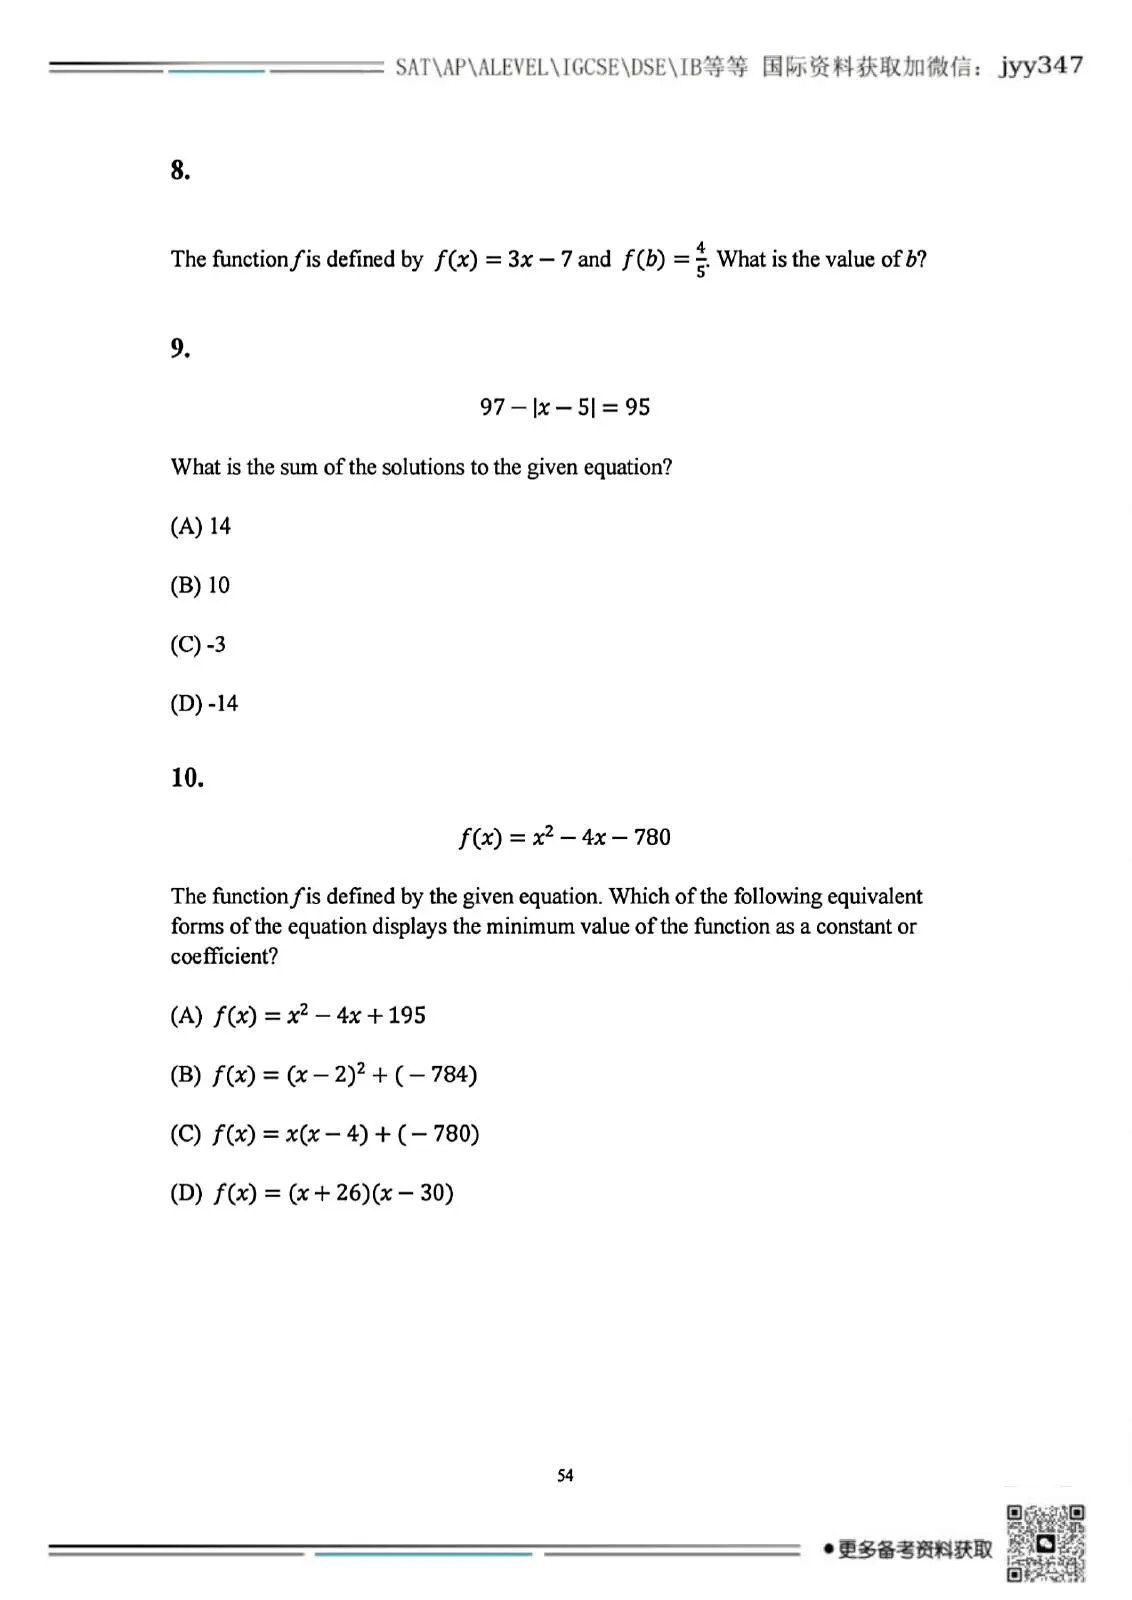 SAT\AP\ALEVEL\IGCSE\DSE\IB等等 国际资料获取加微信: jyy347
8.
The function f is defined by f(x) = 3x − 7 and f(b) = 4/5. What is the value of b?
9.
97 − |x − 5| = 95
What is the sum of the solutions to the given equation?
(A) 14
(B) 10
(C) -3
(D) -14
10.
f(x) = x² − 4x − 780
The function f is defined by the given equation. Which of the following equivalent
forms of the equation displays the minimum value of the function as a constant or
coefficient?
(A) f(x) = x² − 4x + 195
(B) f(x) = (x − 2)² + ( − 784)
(C) f(x) = x(x − 4) + ( − 780)
(D) f(x) = (x + 26)(x − 30)
54
●更多备考资料获取